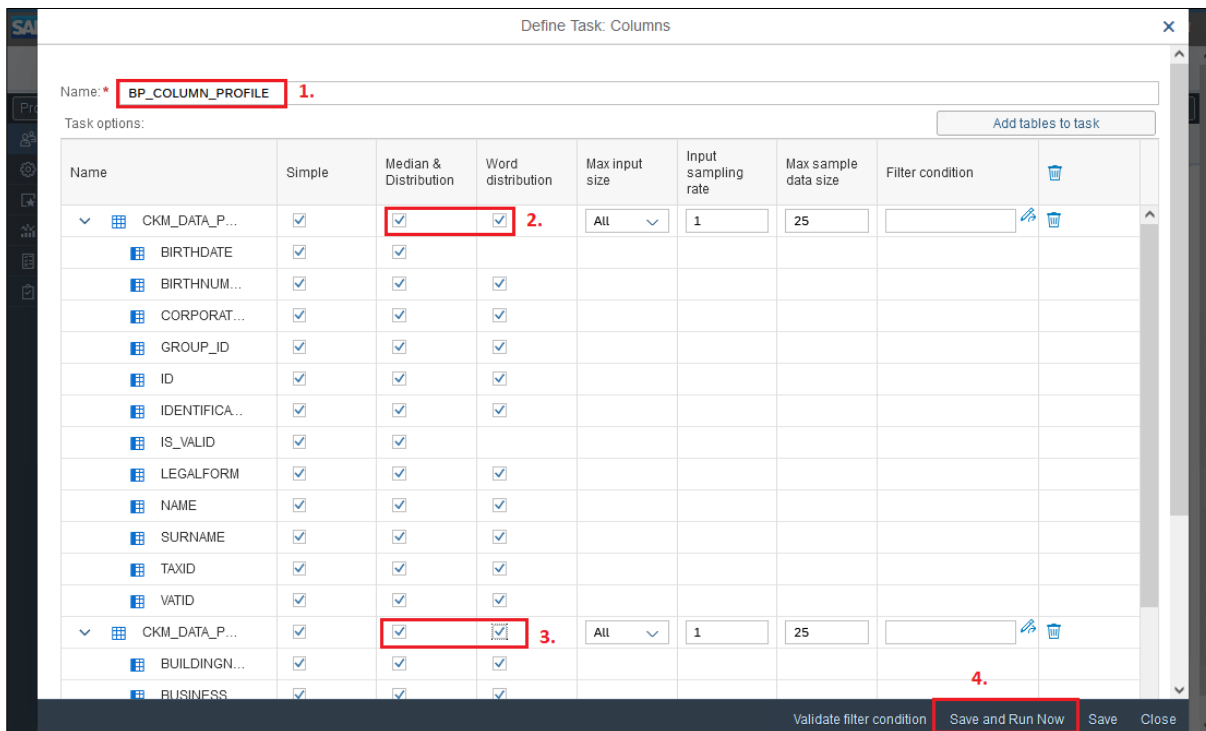 SA
Define Task: Columns
Name:* BP_COLUMN_PROFILE 1.
Pro
Task options: Add tables to task
Name Simple Median & Distribution Word distribution Max input size Input sampling rate Max sample data size Filter condition
CKM_DATA_P... 2. All 1 25
BIRTHDATE
BIRTHNUM...
CORPORAT...
GROUP_ID
ID
IDENTIFICA...
IS_VALID
LEGALFORM
NAME
SURNAME
TAXID
VATID
CKM_DATA_P... 3. All 1 25
BUILDINGN...
4.
BUSINESS
Validate filter condition Save and Run Now Save Close